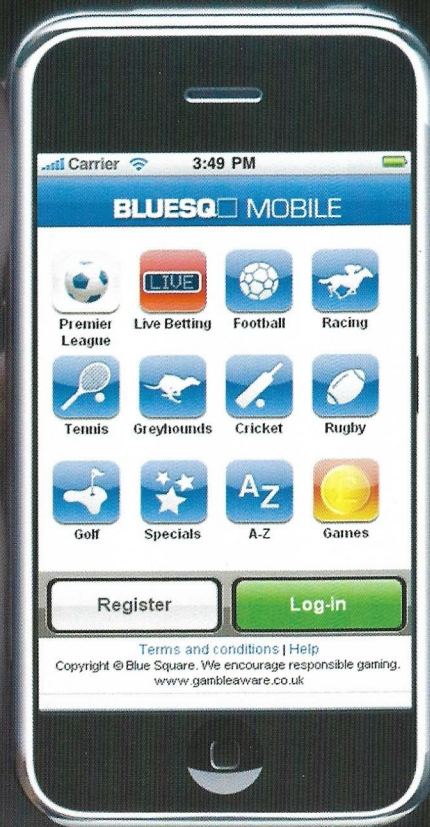 Carrier 3:49 PM
BLUESQ□ MOBILE
Premier League
LIVE
Live Betting
Football
Racing
Tennis
Greyhounds
Cricket
Rugby
Golf
Specials
AZ
A-Z
£
Games
Register
Log-in
Terms and conditions | Help
Copyright © Blue Square. We encourage responsible gaming.
www.gambleaware.co.uk